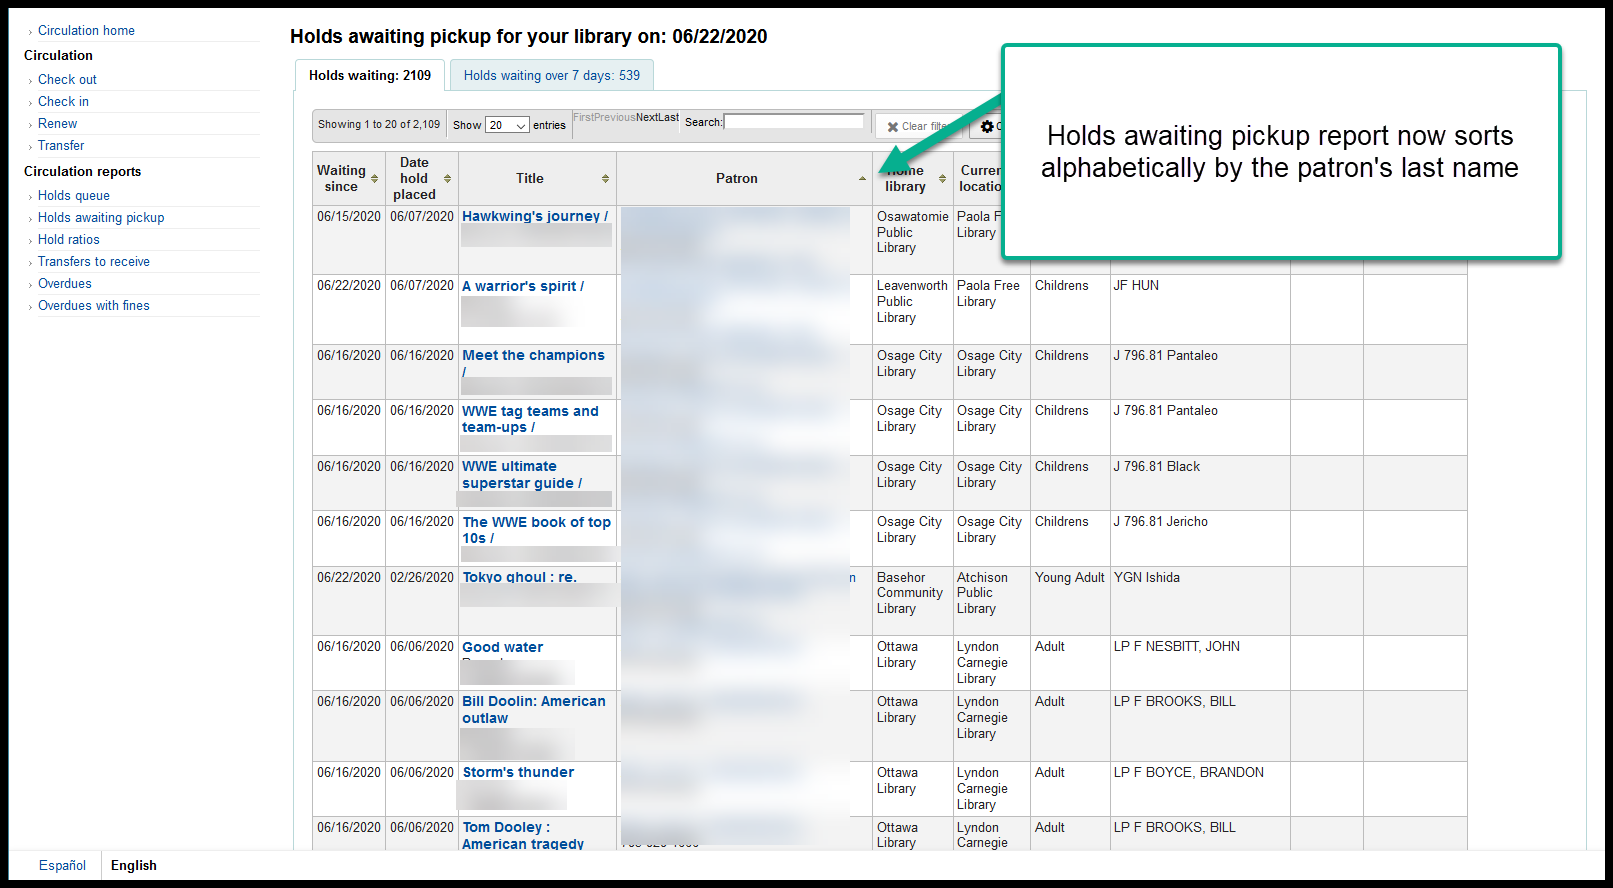 Circulation home
Circulation
Check out
Check in
Renew
Transfer
Circulation reports
Holds queue
Holds awaiting pickup
Hold ratios
Transfers to receive
Overdues
Overdues with fines
Holds awaiting pickup for your library on: 06/22/2020
Holds waiting: 2109 Holds waiting over 7 days: 539
Showing 1 to 20 of 2,109 Show 20 entries FirstPreviousNextLast Search: Clear
Holds awaiting pickup report now sorts
alphabetically by the patron's last name
Waiting since Date hold placed Title Patron Home library
06/15/2020 06/07/2020 Hawkwing's journey / Osawatomie Public Library Paola Library
06/22/2020 06/07/2020 A warrior's spirit / Leavenworth Public Library Paola Free Library Childrens JF HUN
06/16/2020 06/16/2020 Meet the champions / Osage City Library Osage City Library Childrens J 796.81 Pantaleo
06/16/2020 06/16/2020 WWE tag teams and team-ups / Osage City Library Osage City Library Childrens J 796.81 Pantaleo
06/16/2020 06/16/2020 WWE ultimate superstar guide / Osage City Library Osage City Library Childrens J 796.81 Black
06/16/2020 06/16/2020 The WWE book of top 10s / Osage City Library Osage City Library Childrens J 796.81 Jericho
06/22/2020 02/26/2020 Tokyo ghoul : re. Basehor Community Library Atchison Public Library Young Adult YGN Ishida
06/16/2020 06/06/2020 Good water Ottawa Library Lyndon Carnegie Library Adult LP F NESBITT, JOHN
06/16/2020 06/06/2020 Bill Doolin: American outlaw Ottawa Library Lyndon Carnegie Library Adult LP F BROOKS, BILL
06/16/2020 06/06/2020 Storm's thunder Ottawa Library Lyndon Carnegie Library Adult LP F BOYCE, BRANDON
06/16/2020 06/06/2020 Tom Dooley : American tragedy Ottawa Library Lyndon Carnegie Adult LP F BROOKS, BILL
Español English